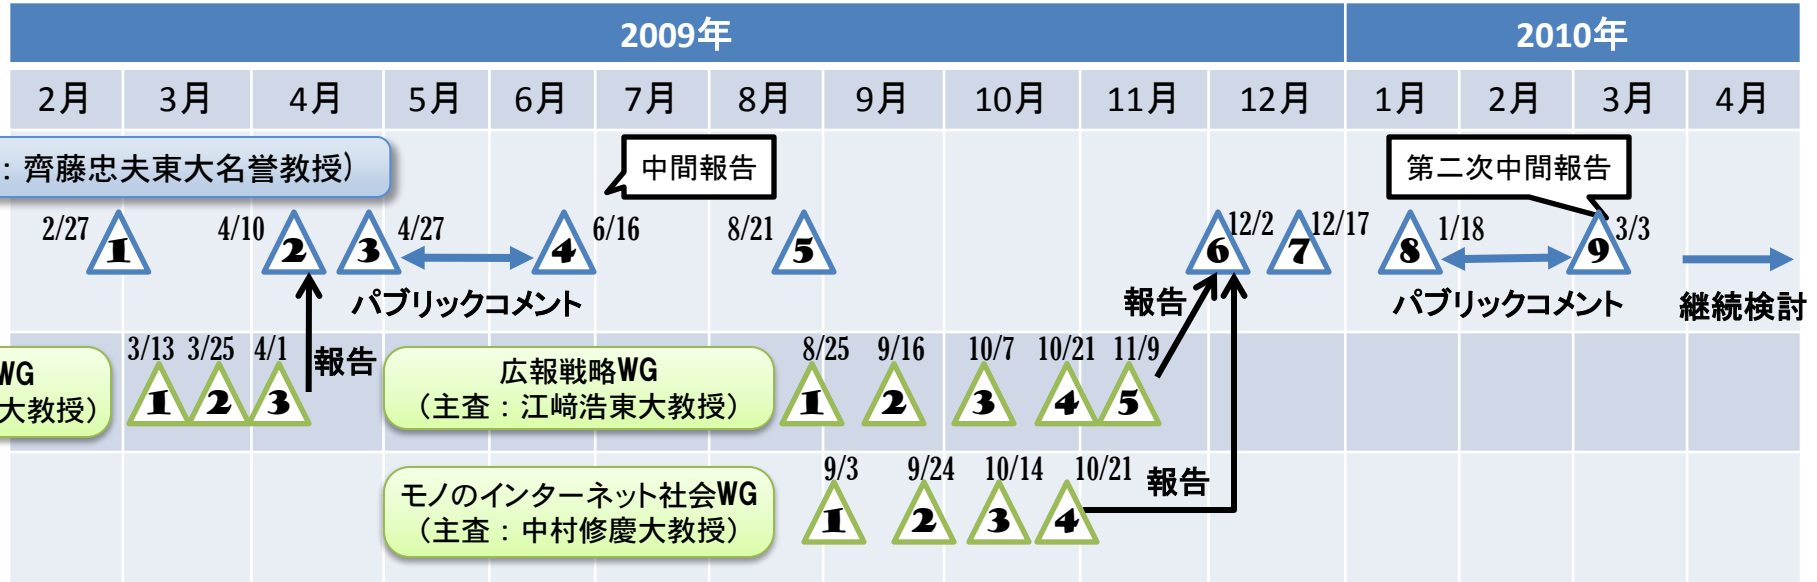 2009年 2010年
2月 3月 4月 5月 6月 7月 8月 9月 10月 11月 12月 1月 2月 3月 4月
：齊藤忠夫東大名誉教授）
中間報告
第二次中間報告
2/27 1 4/10 2 3 4/27 4 6/16 8/21 5 6 12/2 7 12/17 8 1/18 9 3/3
パブリックコメント
報告
パブリックコメント
継続検討
3/13 3/25 4/1
報告
8/25 9/16 10/7 10/21 11/9
WG
大教授）
1 2 3
広報戦略WG
（主査：江﨑浩東大教授）
1 2 3 4 5
9/3 9/24 10/14 10/21
報告
モノのインターネット社会WG
（主査：中村修慶大教授）
1 2 3 4